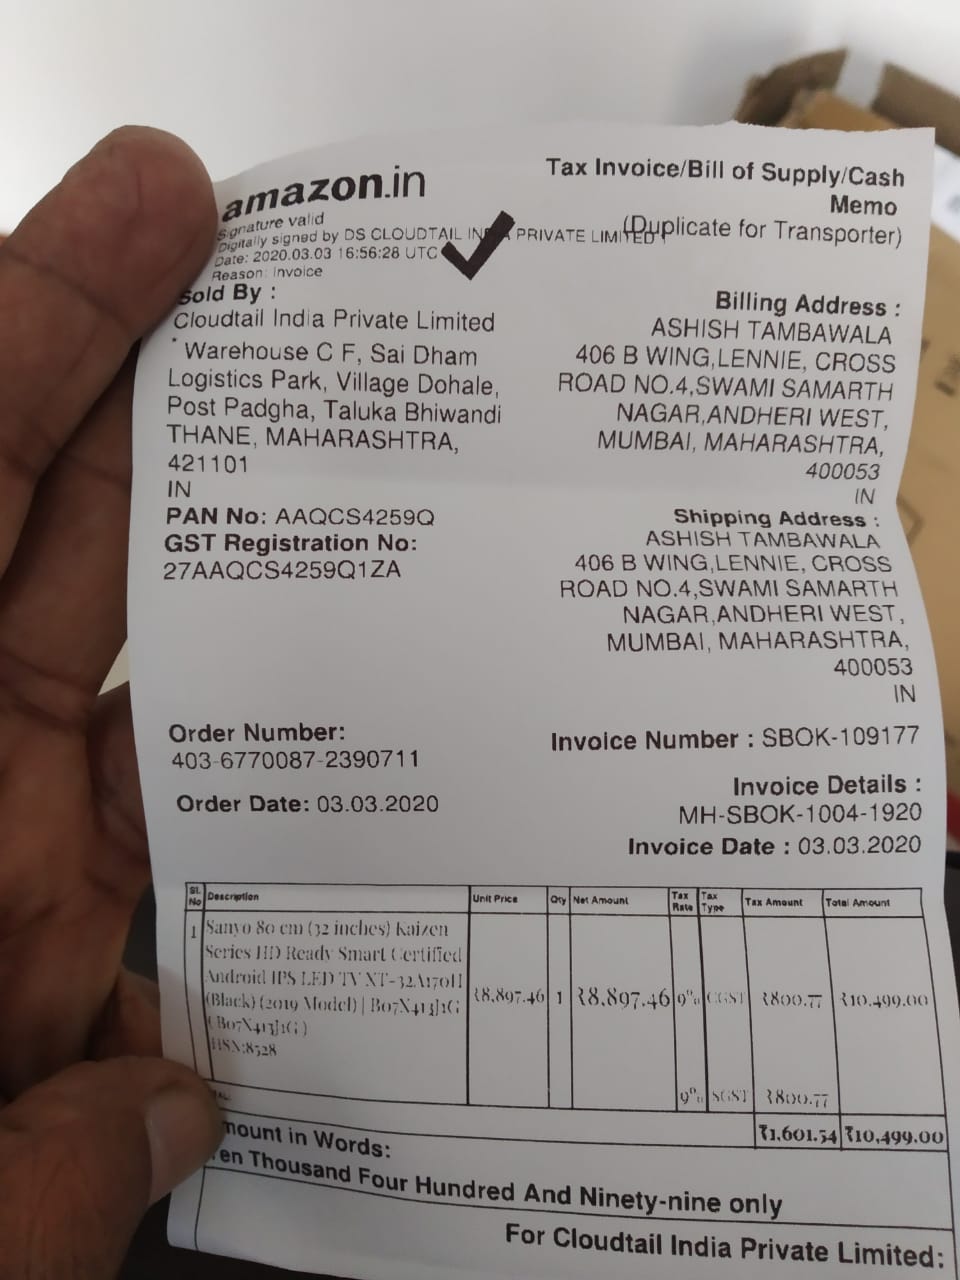 amazon.in
Tax Invoice/Bill of Supply/Cash
Memo
(Duplicate for Transporter)
Signature valid
Digitally signed by DS CLOUDTAIL INDIA PRIVATE LIMITED 1
Date: 2020.03.03 16:56:28 UTC
Reason: Invoice
Sold By :
Cloudtail India Private Limited
* Warehouse C F, Sai Dham
Logistics Park, Village Dohale,
Post Padgha, Taluka Bhiwandi
THANE, MAHARASHTRA,
421101
IN
PAN No: AAQCS4259Q
GST Registration No:
27AAQCS4259Q1ZA
Billing Address :
ASHISH TAMBAWALA
406 B WING,LENNIE, CROSS
ROAD NO.4,SWAMI SAMARTH
NAGAR,ANDHERI WEST,
MUMBAI, MAHARASHTRA,
400053
IN
Shipping Address :
ASHISH TAMBAWALA
406 B WING,LENNIE, CROSS
ROAD NO.4,SWAMI SAMARTH
NAGAR,ANDHERI WEST,
MUMBAI, MAHARASHTRA,
400053
IN
Order Number:
403-6770087-2390711
Order Date: 03.03.2020
Invoice Number : SBOK-109177
Invoice Details :
MH-SBOK-1004-1920
Invoice Date : 03.03.2020
Sl. No Description Unit Price Qty Net Amount Tax Rate Tax Type Tax Amount Total Amount
1 Sanyo 80 cm (32 inches) Kaizen
Series HD Ready Smart Certified
Android IPS LED TV XT-32A170H
(Black) (2019 Model) | B07X413J1G
( B07X413J1G )
HSN:8528
₹8,897.46 1 ₹8,897.46 9% CGST ₹800.77 ₹10,499.00
9% SGST ₹800.77
₹1,601.54 ₹10,499.00
mount in Words:
en Thousand Four Hundred And Ninety-nine only
For Cloudtail India Private Limited: